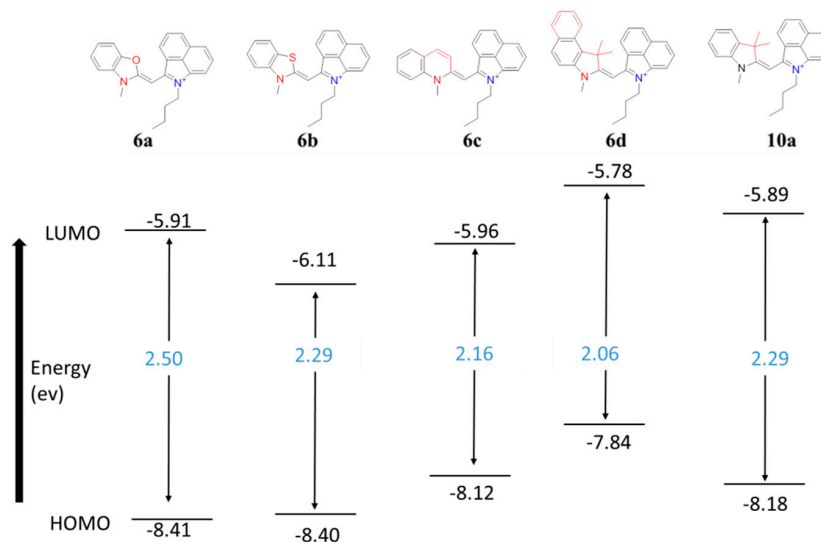 O
N
N+
6a
S
N
N+
6b
N
N+
6c
N
N+
6d
N
N+
10a
LUMO
-5.91
-6.11
-5.96
-5.78
-5.89
Energy
(ev)
2.50
2.29
2.16
2.06
2.29
HOMO
-8.41
-8.40
-8.12
-7.84
-8.18